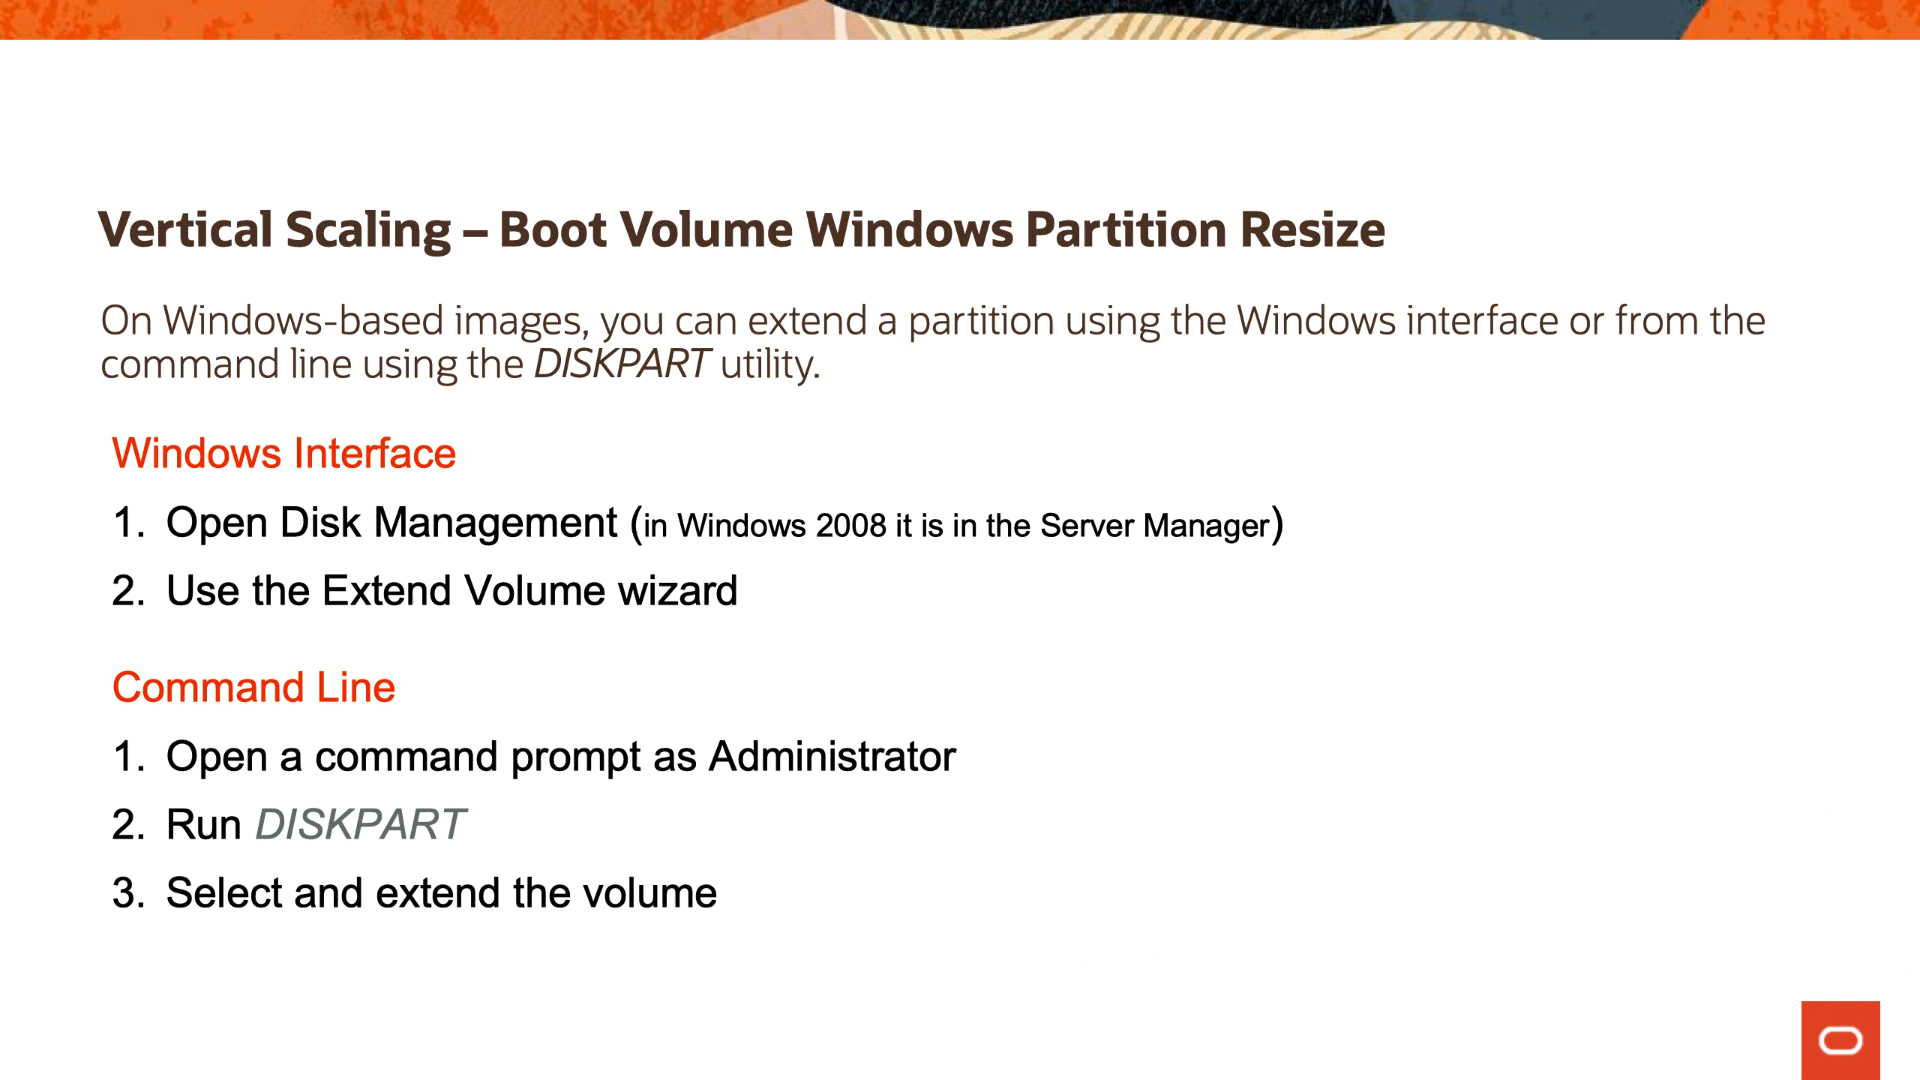 Vertical Scaling – Boot Volume Windows Partition Resize
On Windows-based images, you can extend a partition using the Windows interface or from the
command line using the DISKPART utility.
Windows Interface
1. Open Disk Management (in Windows 2008 it is in the Server Manager)
2. Use the Extend Volume wizard
Command Line
1. Open a command prompt as Administrator
2. Run DISKPART
3. Select and extend the volume